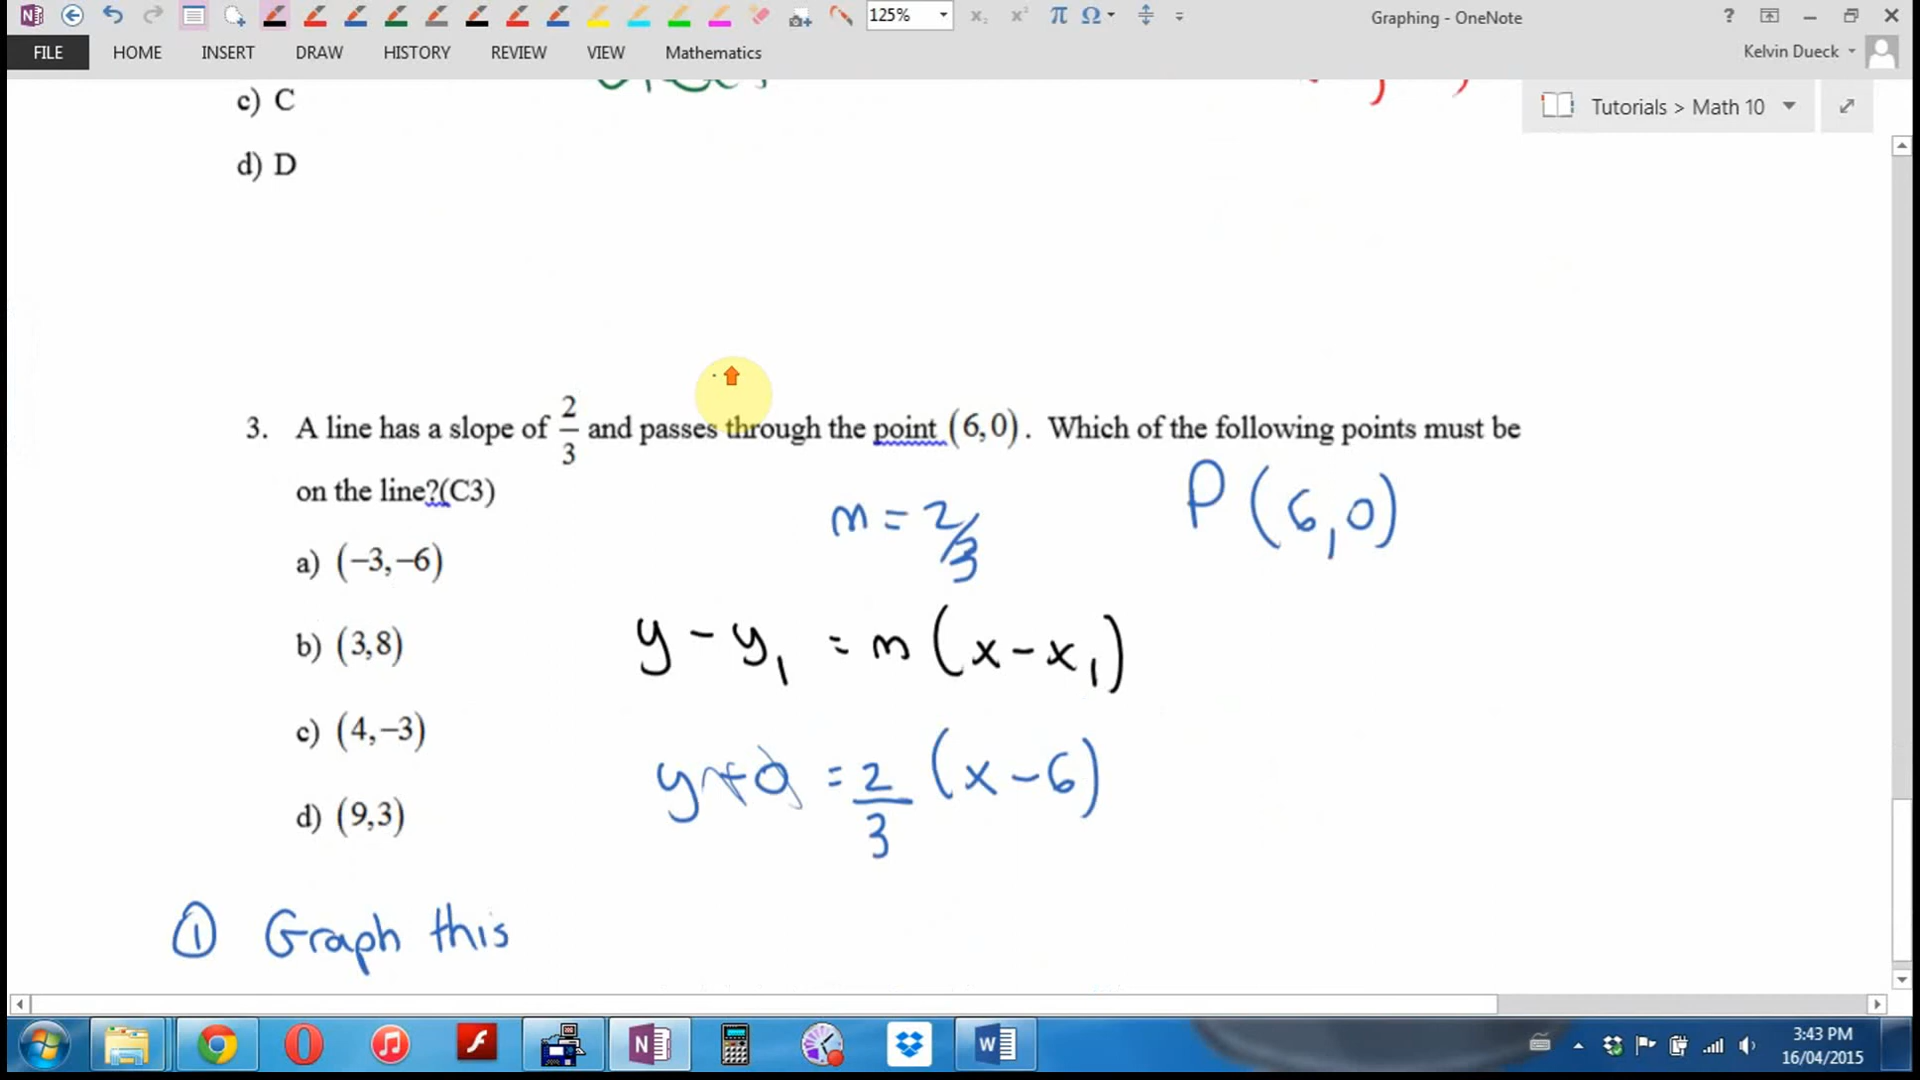 125%
x₂ x² π Ω
Graphing - OneNote
?
FILE HOME INSERT DRAW HISTORY REVIEW VIEW Mathematics
Kelvin Dueck
c) C
Tutorials > Math 10
d) D
3. A line has a slope of 2/3 and passes through the point (6,0). Which of the following points must be
on the line?(C3)
m = 2/3
P (6,0)
a) (−3,−6)
b) (3,8)
y − y₁ = m (x − x₁)
c) (4,−3)
y + 0 = 2/3 (x − 6)
d) (9,3)
① Graph this
3:43 PM
16/04/2015